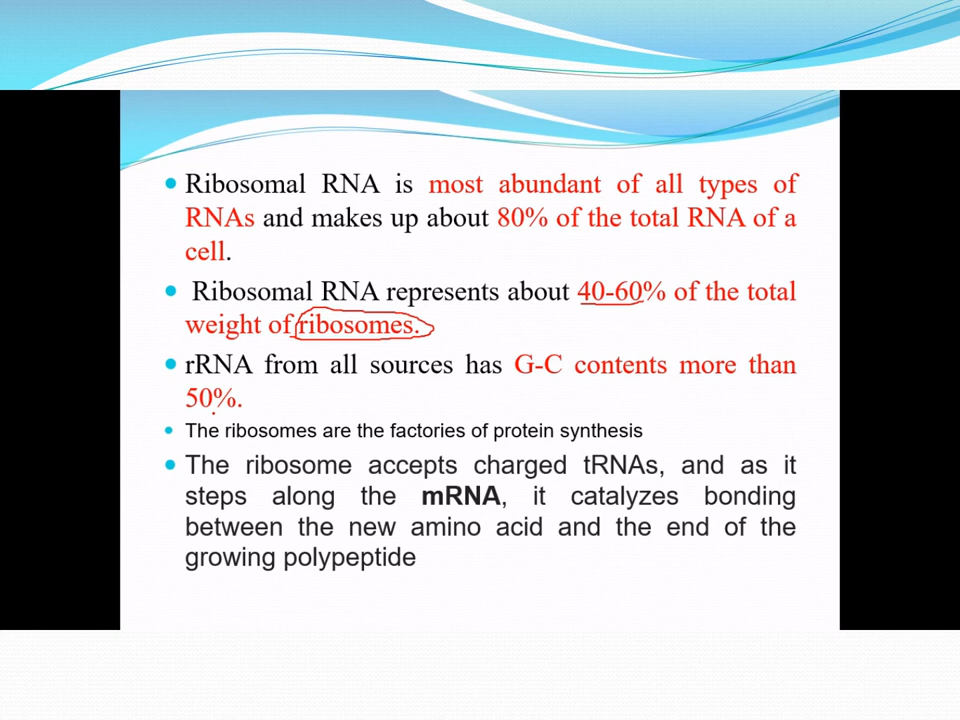 Ribosomal RNA is most abundant of all types of
RNAs and makes up about 80% of the total RNA of a
cell.
Ribosomal RNA represents about 40-60% of the total
weight of ribosomes.
rRNA from all sources has G-C contents more than
50%.
The ribosomes are the factories of protein synthesis
The ribosome accepts charged tRNAs, and as it
steps along the mRNA, it catalyzes bonding
between the new amino acid and the end of the
growing polypeptide